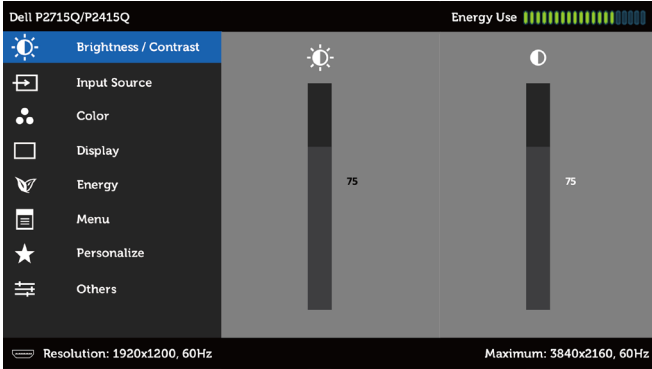 Dell P2715Q/P2415Q
Energy Use
Brightness / Contrast
Input Source
Color
Display
Energy
Menu
Personalize
Others
75
75
Resolution: 1920x1200, 60Hz
Maximum: 3840x2160, 60Hz